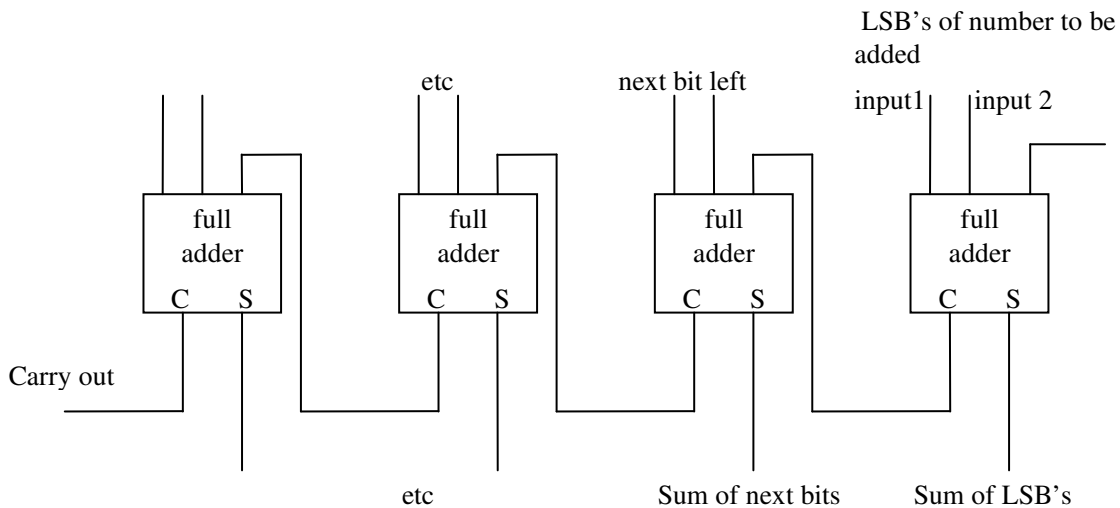 LSB’s of number to be
added
etc
next bit left
input1
input 2
full
adder
C S
full
adder
C S
full
adder
C S
full
adder
C S
Carry out
etc
Sum of next bits
Sum of LSB’s